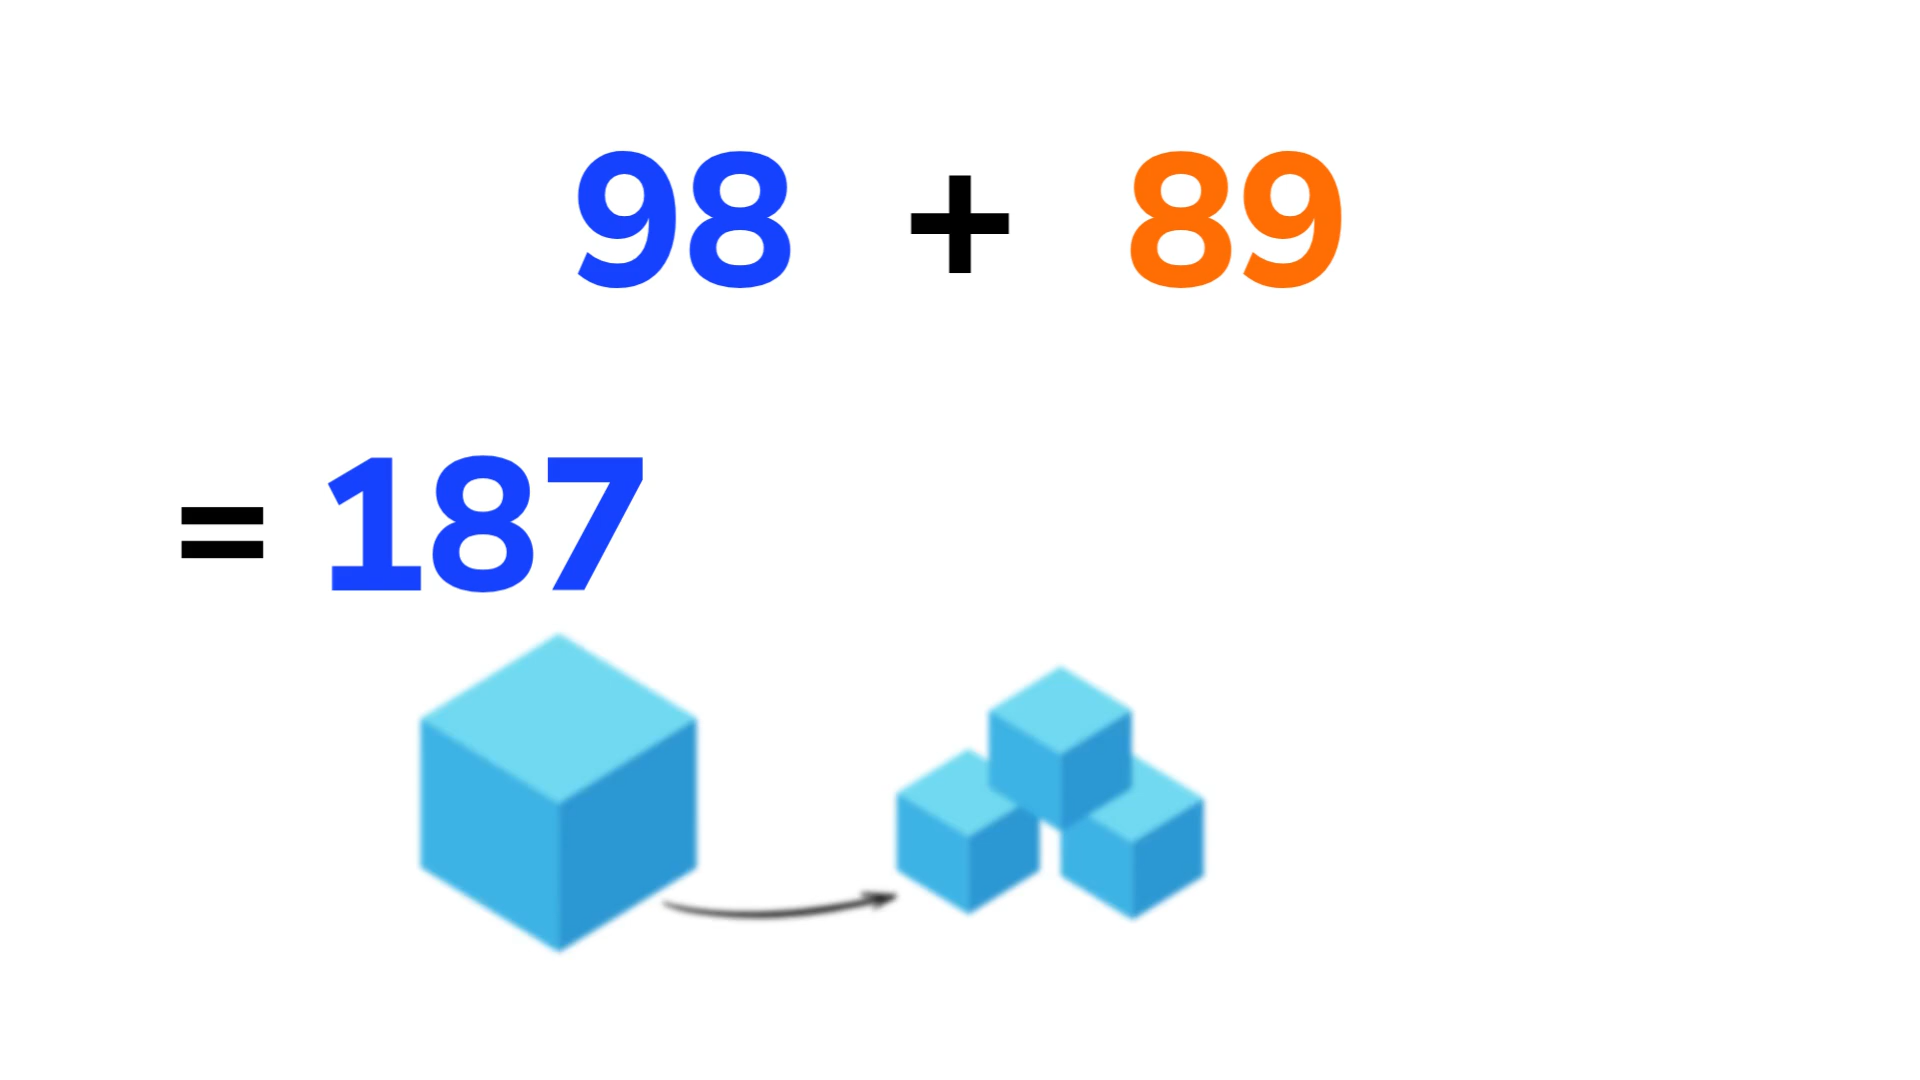 98 + 89
= 187